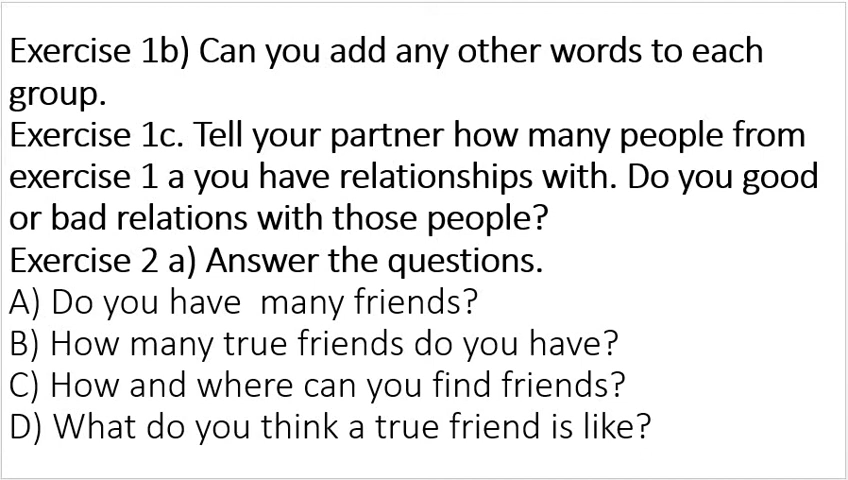 Exercise 1b) Can you add any other words to each
group.
Exercise 1c. Tell your partner how many people from
exercise 1 a you have relationships with. Do you good
or bad relations with those people?
Exercise 2 a) Answer the questions.
A) Do you have  many friends?
B) How many true friends do you have?
C) How and where can you find friends?
D) What do you think a true friend is like?